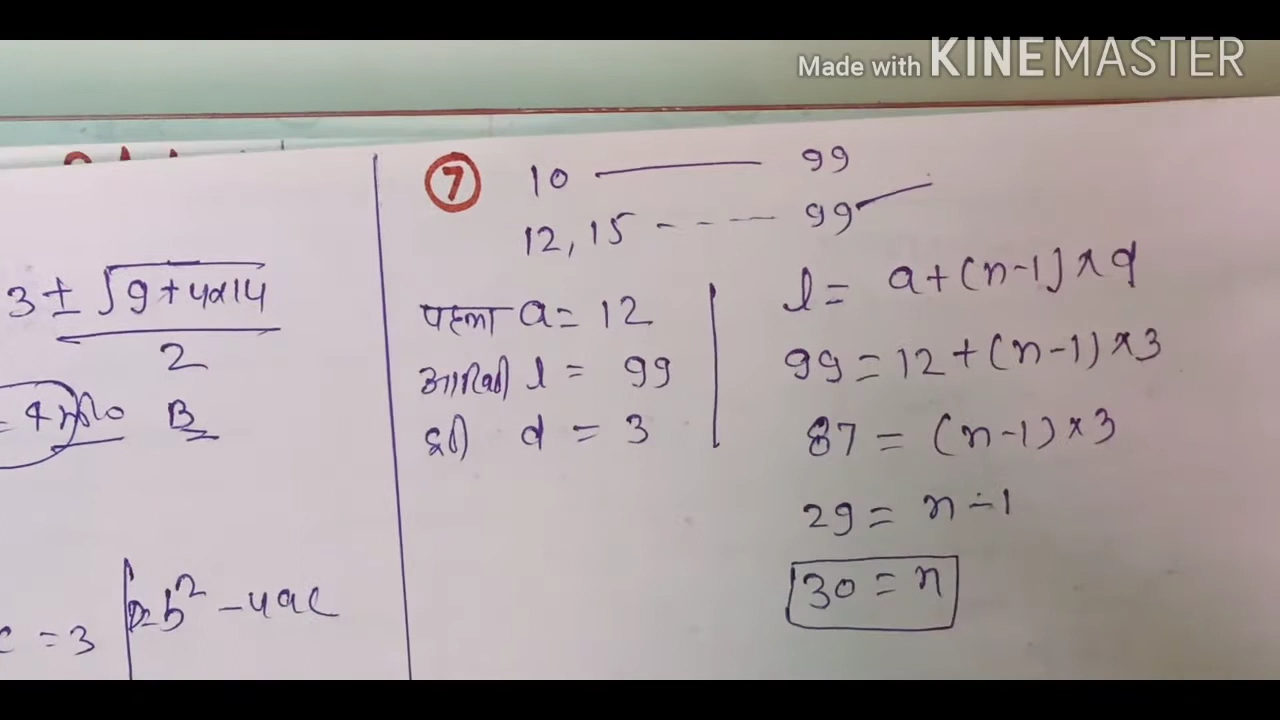 Made with KINEMASTER
3 ± √9+4×14
2
B
= 3
b² - 4ac
7
10 —— 99
12, 15 ---- 99
पहला a = 12
l = 99
d = 3
l = a + (n-1) × d
99 = 12 + (n-1) × 3
87 = (n-1) × 3
29 = n - 1
30 = n